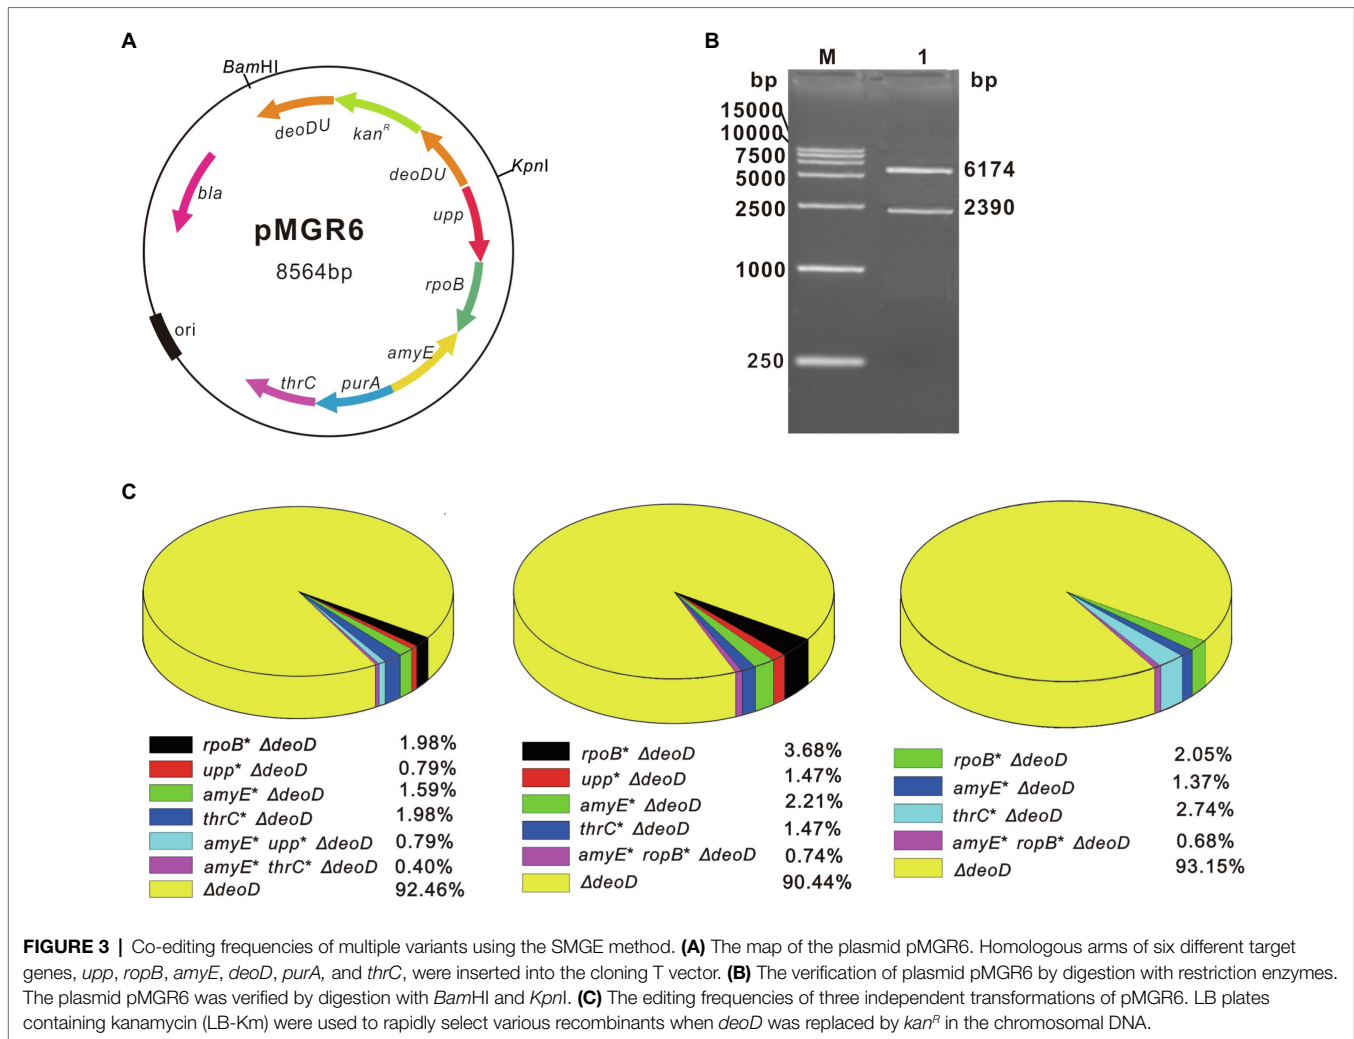 A
BamHI
deoDU
kanR
deoDU
KpnI
bla
upp
pMGR6
8564bp
rpoB
ori
amyE
thrC
purA
B
M 1
bp bp
15000
10000
7500
5000
2500
1000
250
6174
2390
C
rpoB* ΔdeoD 1.98%
upp* ΔdeoD 0.79%
amyE* ΔdeoD 1.59%
thrC* ΔdeoD 1.98%
amyE* upp* ΔdeoD 0.79%
amyE* thrC* ΔdeoD 0.40%
ΔdeoD 92.46%
rpoB* ΔdeoD 3.68%
upp* ΔdeoD 1.47%
amyE* ΔdeoD 2.21%
thrC* ΔdeoD 1.47%
amyE* ropB* ΔdeoD 0.74%
ΔdeoD 90.44%
rpoB* ΔdeoD 2.05%
amyE* ΔdeoD 1.37%
thrC* ΔdeoD 2.74%
amyE* ropB* ΔdeoD 0.68%
ΔdeoD 93.15%
FIGURE 3 | Co-editing frequencies of multiple variants using the SMGE method. (A) The map of the plasmid pMGR6. Homologous arms of six different target
genes, upp, ropB, amyE, deoD, purA, and thrC, were inserted into the cloning T vector. (B) The verification of plasmid pMGR6 by digestion with restriction enzymes.
The plasmid pMGR6 was verified by digestion with BamHI and KpnI. (C) The editing frequencies of three independent transformations of pMGR6. LB plates
containing kanamycin (LB-Km) were used to rapidly select various recombinants when deoD was replaced by kanR in the chromosomal DNA.